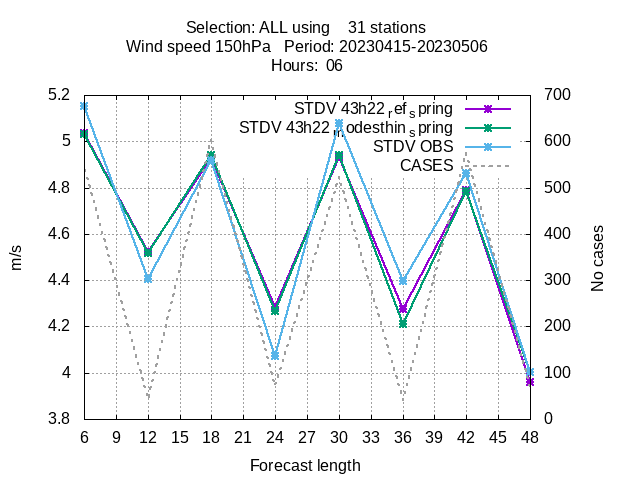 Selection: ALL using    31 stations
Wind speed 150hPa   Period: 20230415-20230506
Hours:  06
STDV 43h22_ref_spring
STDV 43h22_modesthin_spring
STDV OBS
CASES
5.2
5
4.8
4.6
4.4
4.2
4
3.8
700
600
500
400
300
200
100
0
m/s
No cases
6 9 12 15 18 21 24 27 30 33 36 39 42 45 48
Forecast length